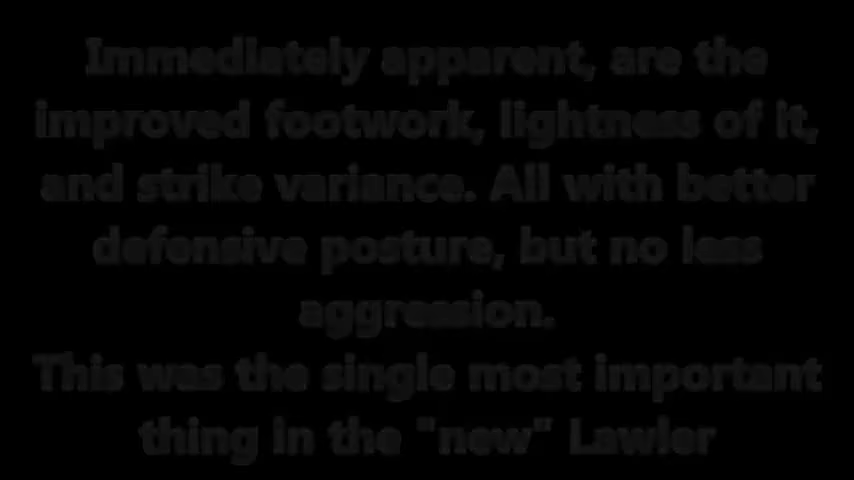 Immediately apparent, are the
improved footwork, lightness of it,
and strike variance. All with better
defensive posture, but no less
aggression.
This was the single most important
thing in the "new" Lawler